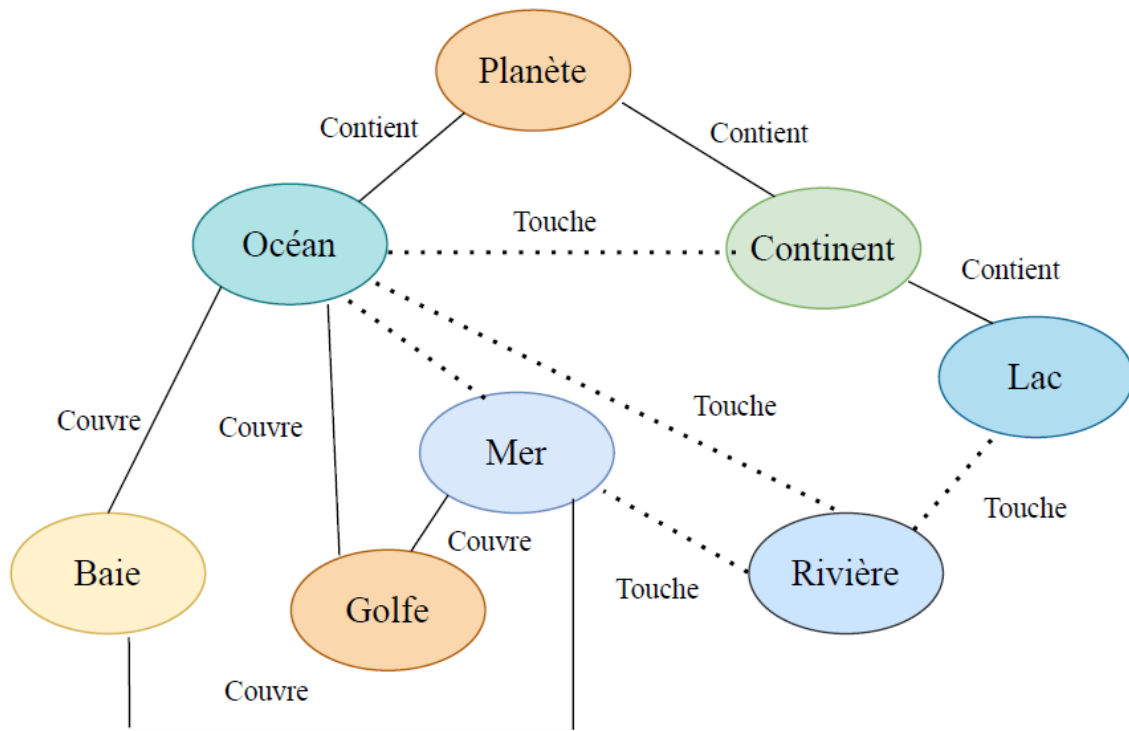 Planète
Contient
Contient
Océan
Touche
Continent
Contient
Lac
Couvre
Couvre
Touche
Mer
Couvre
Touche
Baie
Golfe
Touche
Rivière
Couvre